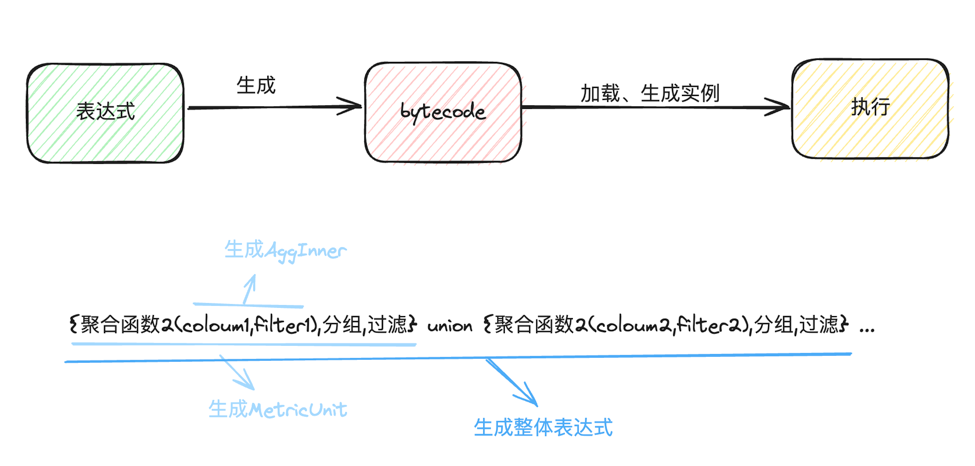 表达式
生成
bytecode
加载、生成实例
执行
生成AggInner
{聚合函数2(coloum1,filter1),分组,过滤} union {聚合函数2(coloum2,filter2),分组,过滤} ...
生成MetricUnit
生成整体表达式